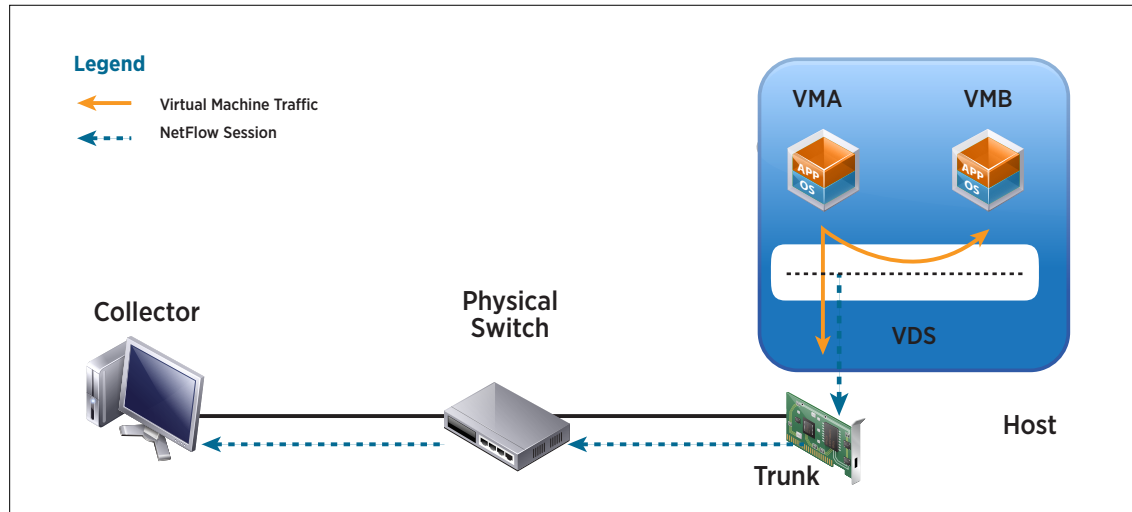 Legend
Virtual Machine Traffic
NetFlow Session
VMA
VMB
APP
OS
APP
OS
VDS
Collector
Physical
Switch
Host
Trunk